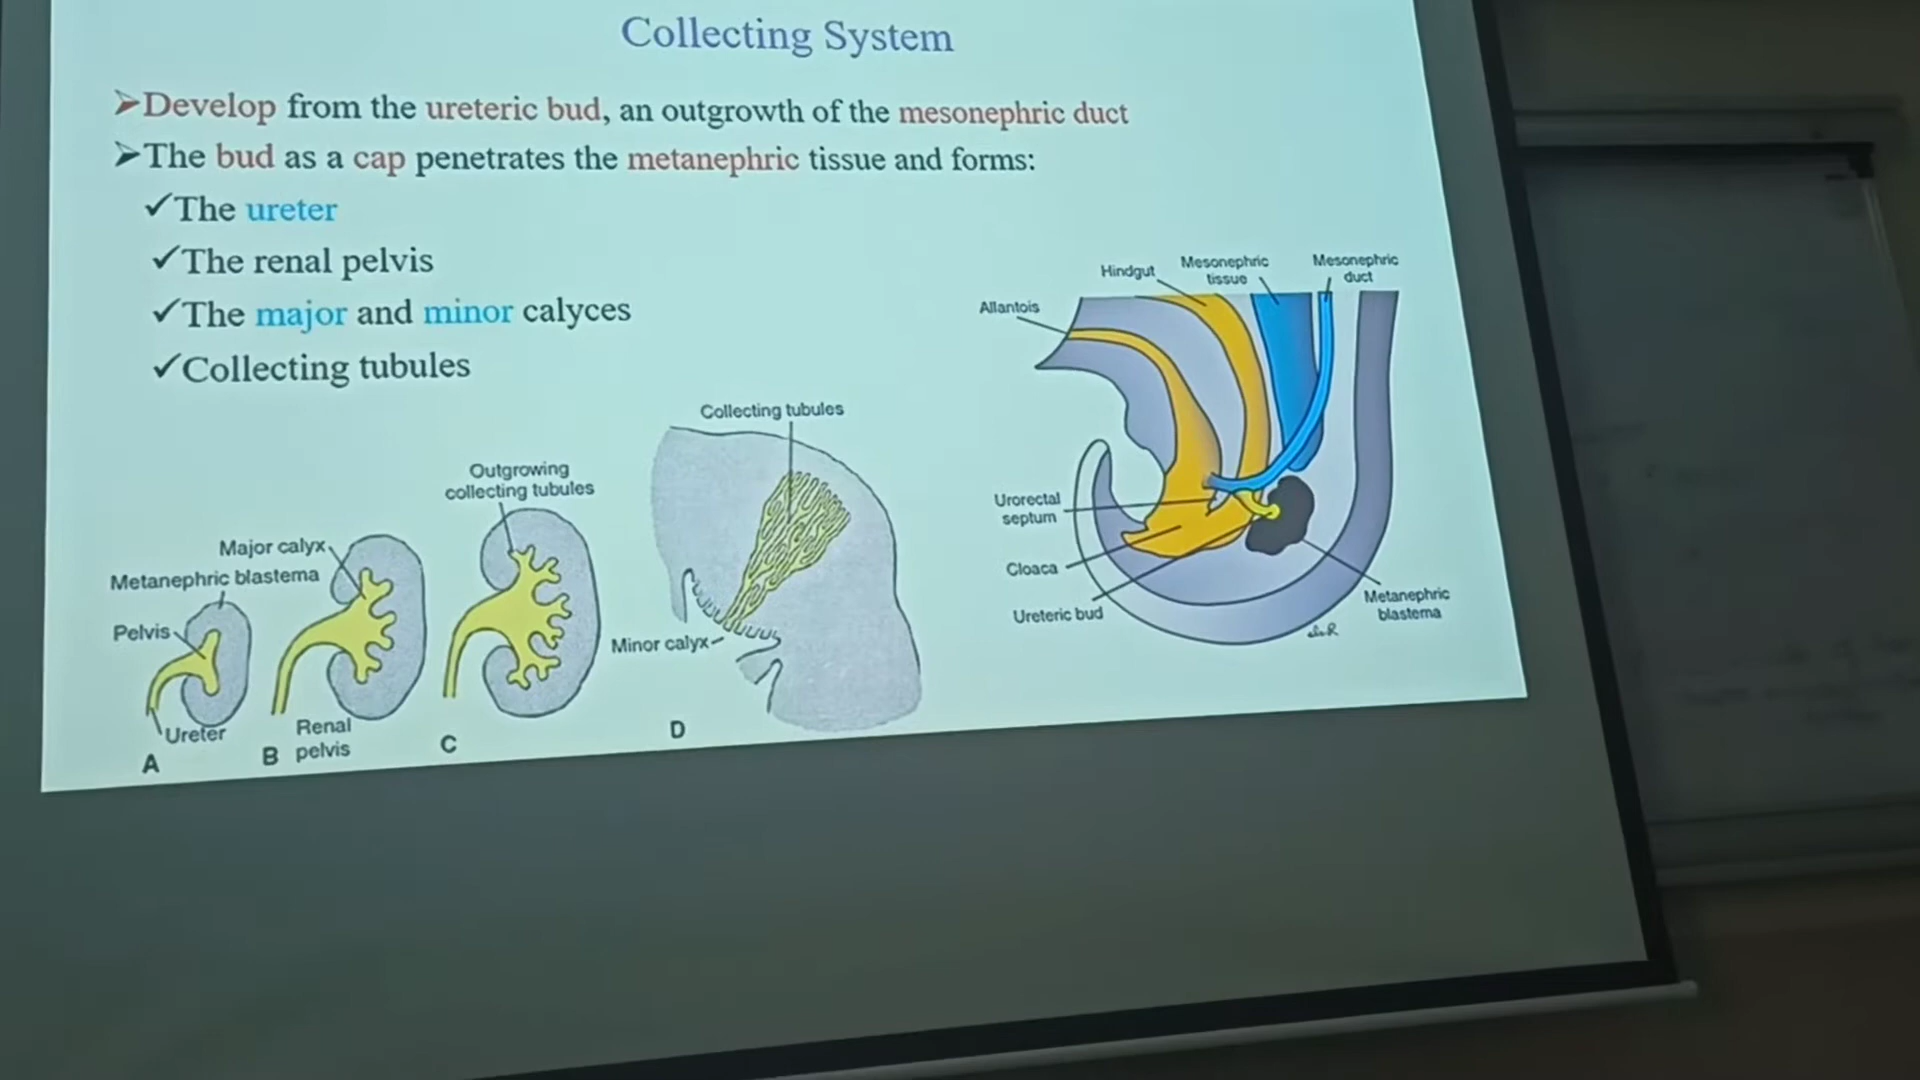 Collecting System
➢Develop from the ureteric bud, an outgrowth of the mesonephric duct
➢The bud as a cap penetrates the metanephric tissue and forms:
✓The ureter
✓The renal pelvis
✓The major and minor calyces
✓Collecting tubules
Collecting tubules
Outgrowing
collecting tubules
Major calyx
Metanephric blastema
Pelvis
Minor calyx
Ureter
Renal
pelvis
A
B
C
D
Hindgut
Mesonephric
tissue
Mesonephric
duct
Allantois
Urorectal
septum
Cloaca
Ureteric bud
Metanephric
blastema